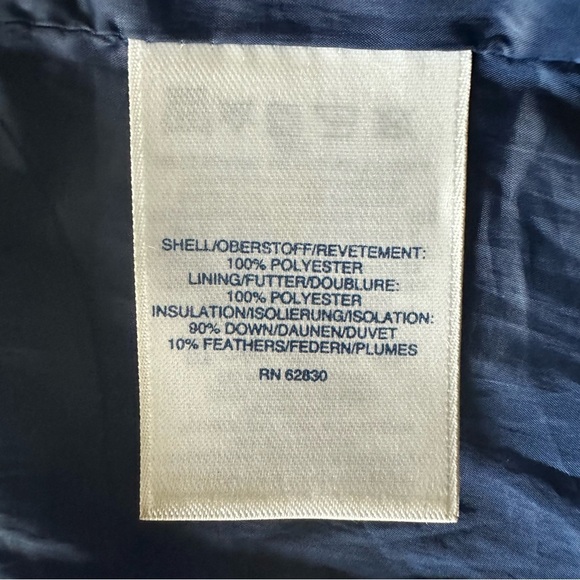 SHELL/OBERSTOFF/REVETEMENT:
100% POLYESTER
LINING/FUTTER/DOUBLURE:
100% POLYESTER
INSULATION/ISOLIERUNG/ISOLATION:
90% DOWN/DAUNEN/DUVET
10% FEATHERS/FEDERN/PLUMES
RN 62830